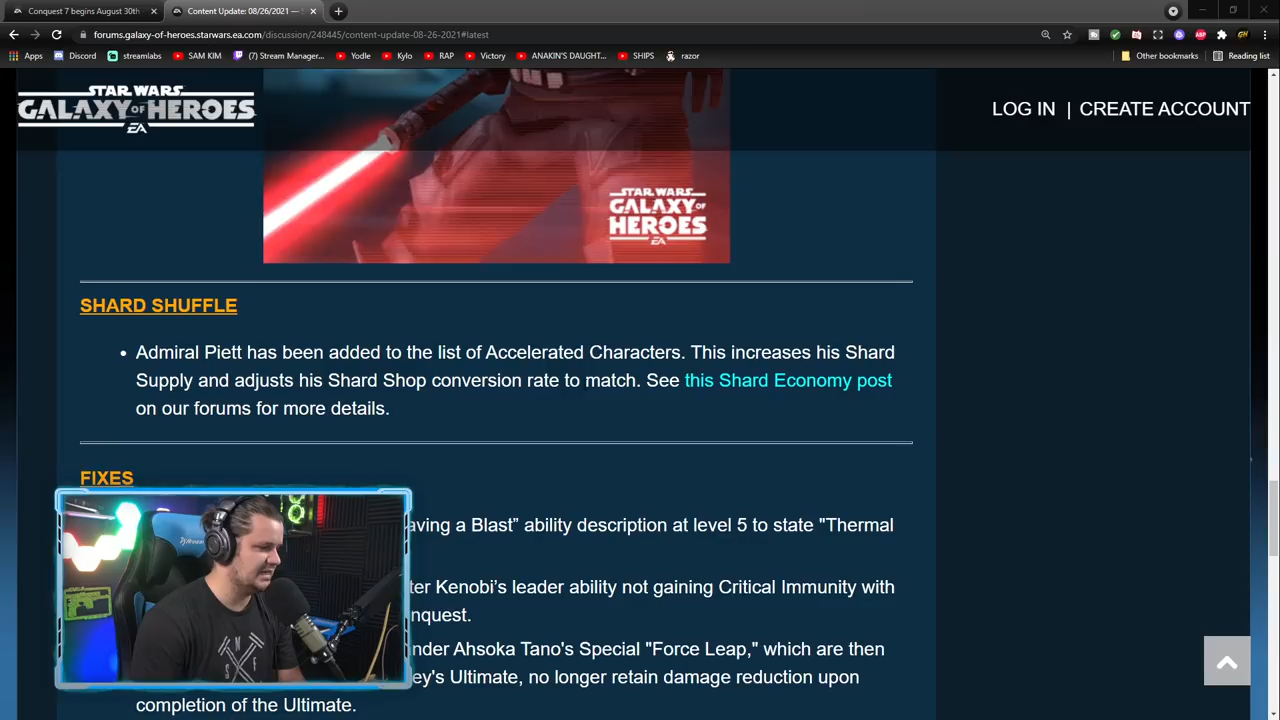 Conquest 7 begins August 30th
Content Update: 08/26/2021 —
forums.galaxy-of-heroes.starwars.ea.com/discussion/248445/content-update-08-26-2021#latest
Apps
Discord
streamlabs
SAM KIM
(7) Stream Manager...
Yodle
Kylo
RAP
Victory
ANAKIN'S DAUGHT...
SHIPS
razor
Other bookmarks
Reading list
STAR WARS
GALAXY OF HEROES
EA
LOG IN | CREATE ACCOUNT
STAR WARS
GALAXY OF
HEROES
EA
SHARD SHUFFLE
• Admiral Piett has been added to the list of Accelerated Characters. This increases his Shard
Supply and adjusts his Shard Shop conversion rate to match. See this Shard Economy post
on our forums for more details.
FIXES
aving a Blast” ability description at level 5 to state "Thermal
ter Kenobi’s leader ability not gaining Critical Immunity with
nquest.
nder Ahsoka Tano's Special "Force Leap," which are then
ey's Ultimate, no longer retain damage reduction upon
completion of the Ultimate.